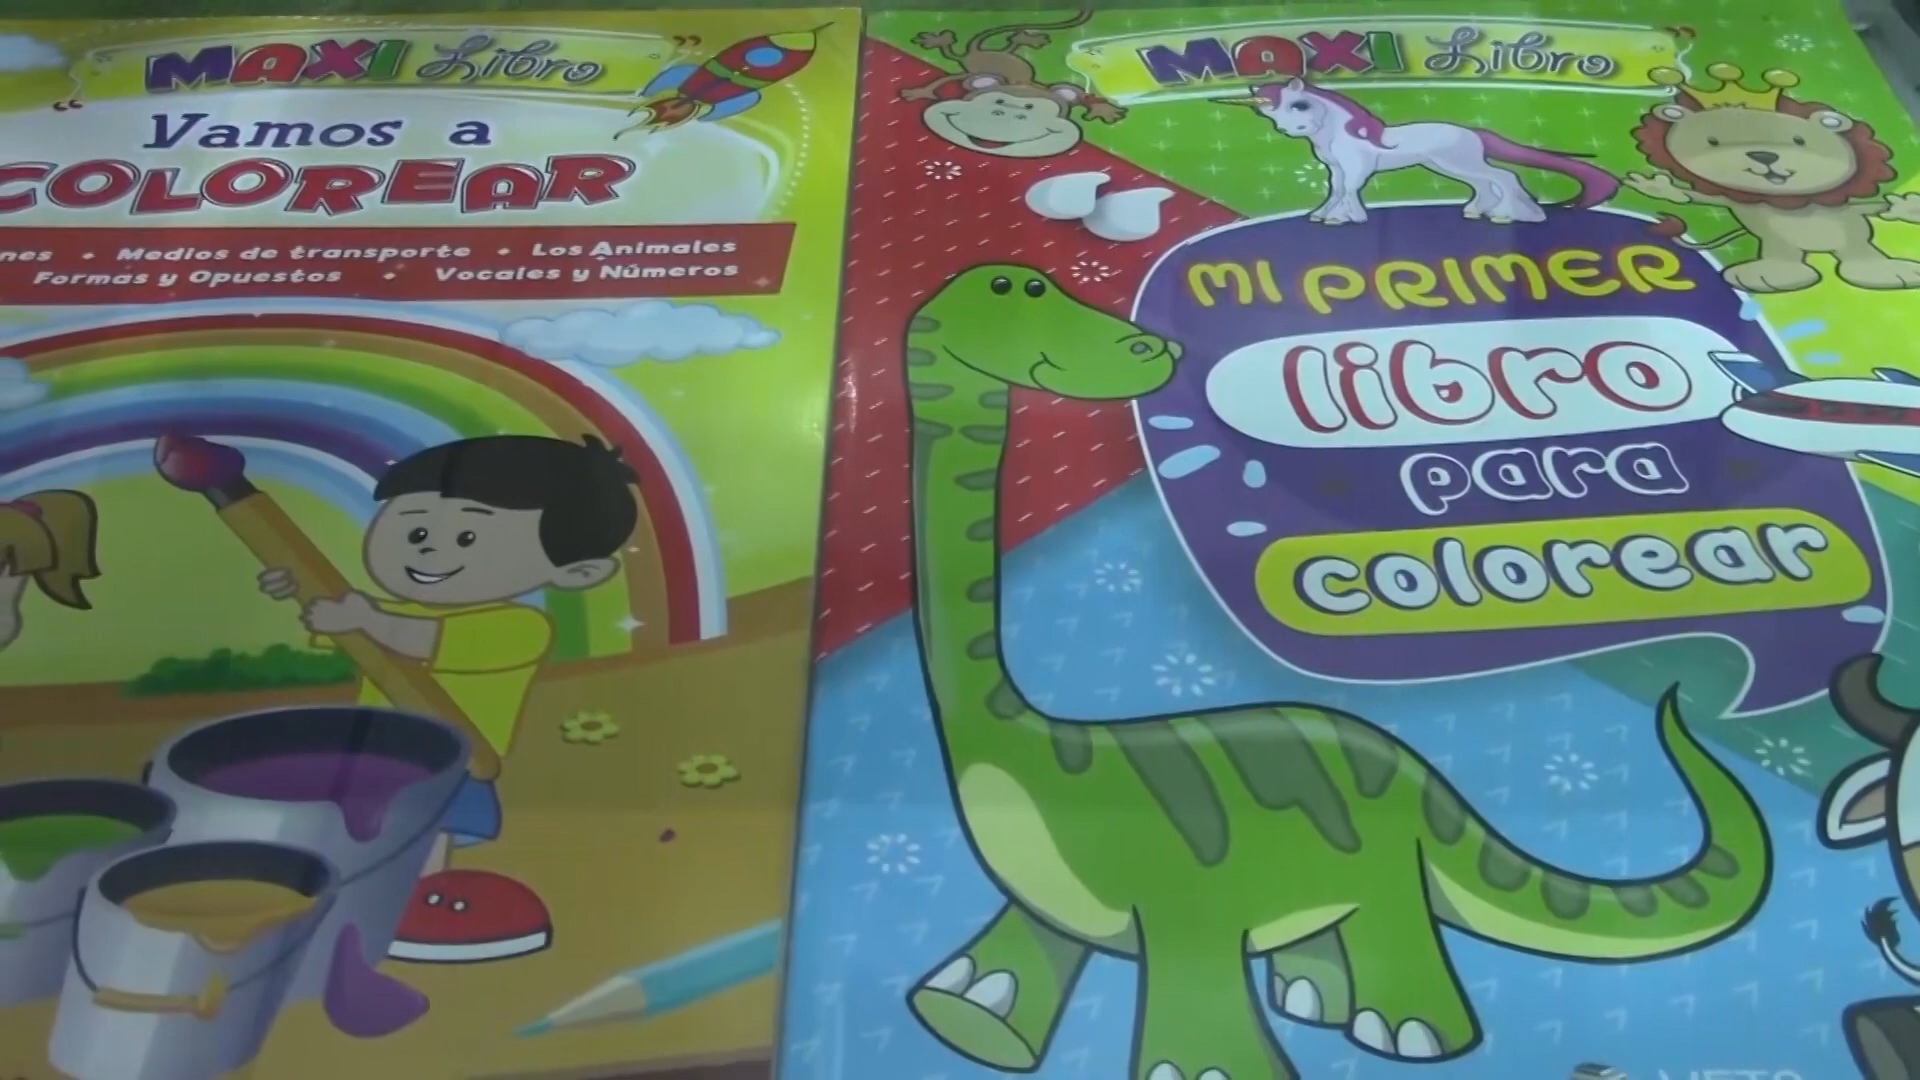 MAXI Libro
Vamos a
COLOREAR
Medios de transporte • Los Animales
Formas y Opuestos • Vocales y Números
MAXI Libro
MI PRIMER
libro
para
colorear